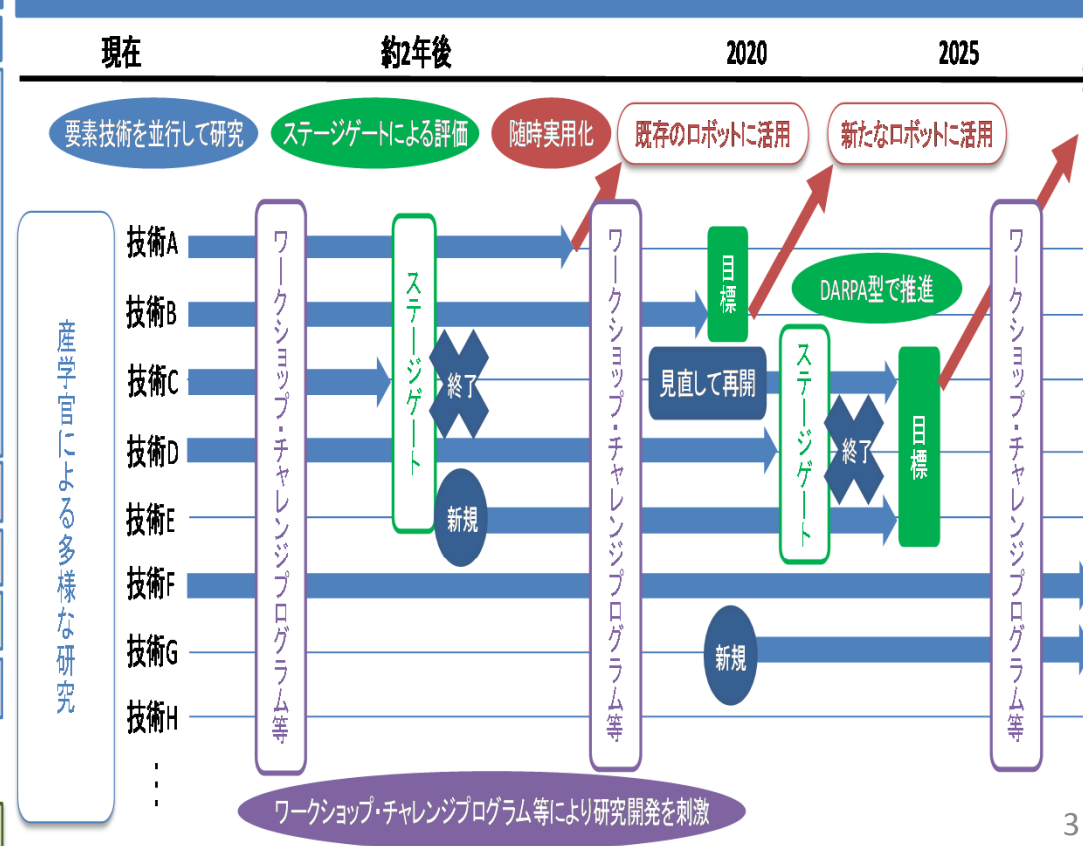 現在
約2年後
2020
2025
要素技術を並行して研究
ステージゲートによる評価
随時実用化
既存のロボットに活用
新たなロボットに活用
産学官による多様な研究
技術A
技術B
技術C
技術D
技術E
技術F
技術G
技術H
⋮
ワークショップ・チャレンジプログラム等
ステージゲート
終了
新規
ワークショップ・チャレンジプログラム等
目標
DARPA型で推進
見直して再開
ステージゲート
終了
目標
新規
ワークショップ・チャレンジプログラム等
ワークショップ・チャレンジプログラム等により研究開発を刺激
3